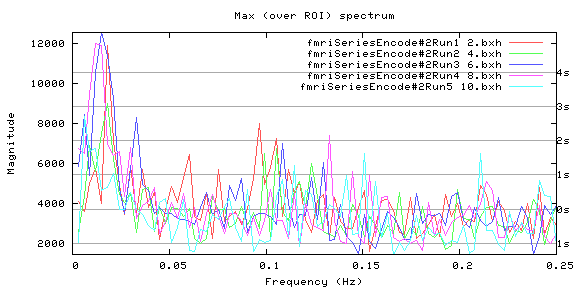 Max (over ROI) spectrum
12000
10000
8000
6000
4000
2000
Magnitude
fmriSeriesEncode#2Run1 2.bxh
fmriSeriesEncode#2Run2 4.bxh
fmriSeriesEncode#2Run3 6.bxh
fmriSeriesEncode#2Run4 8.bxh
fmriSeriesEncode#2Run5 10.bxh
4s
3s
2s
1s
0s
1s
0 0.05 0.1 0.15 0.2 0.25
Frequency (Hz)